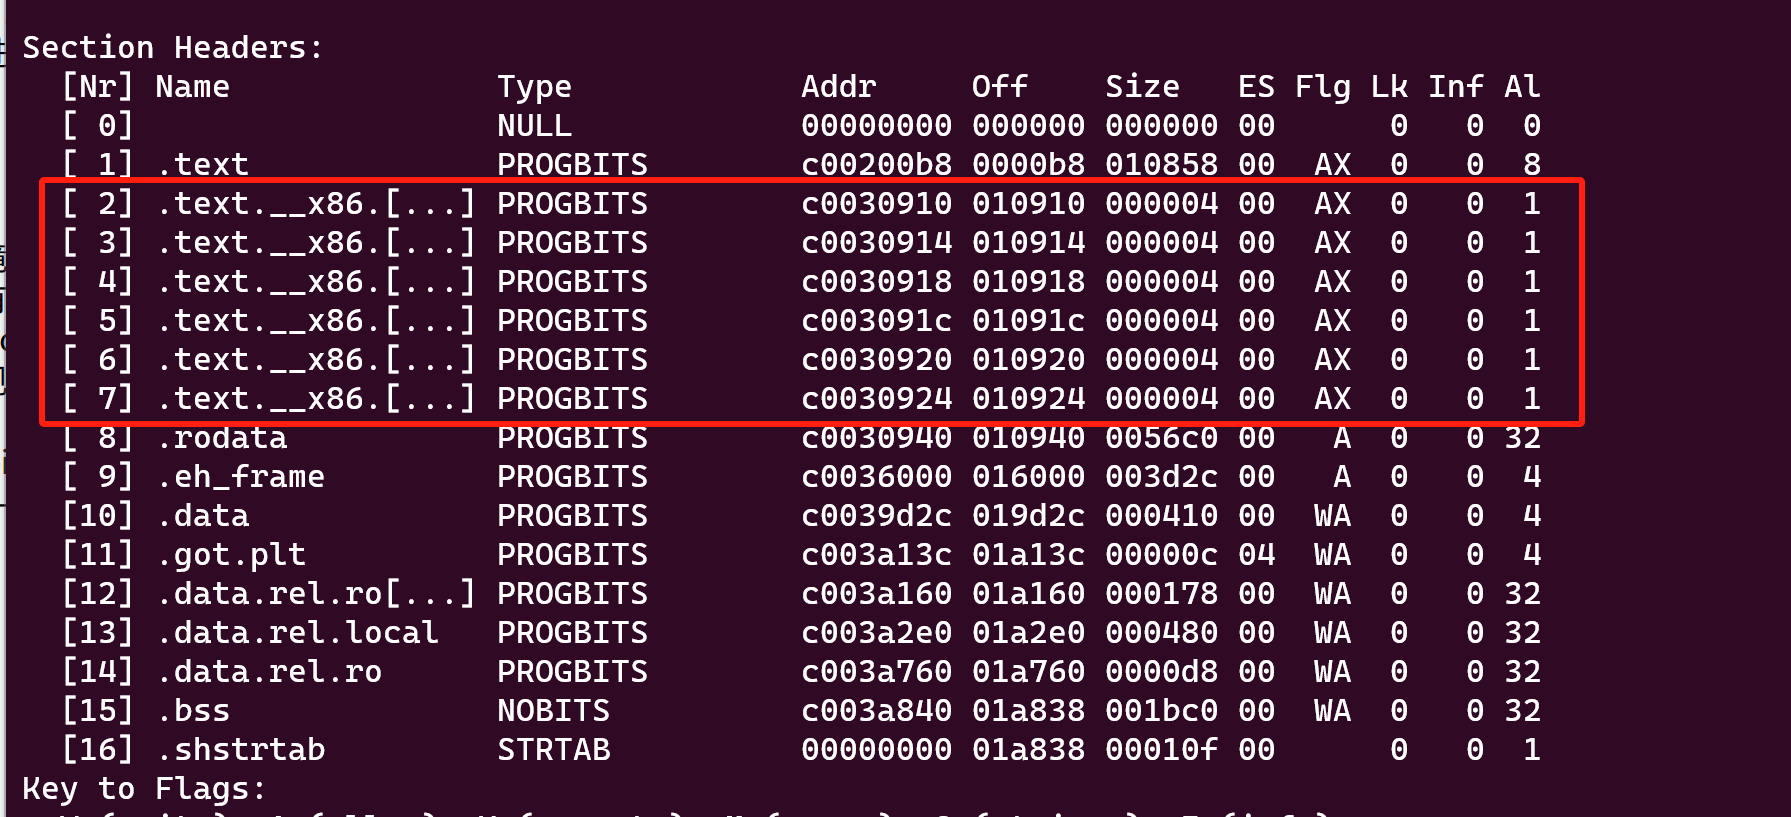 Section Headers:
[Nr] Name Type Addr Off Size ES Flg Lk Inf Al
[ 0] NULL 00000000 000000 000000 00 0 0 0
[ 1] .text PROGBITS c00200b8 0000b8 010858 00 AX 0 0 8
[ 2] .text.__x86.[...] PROGBITS c0030910 010910 000004 00 AX 0 0 1
[ 3] .text.__x86.[...] PROGBITS c0030914 010914 000004 00 AX 0 0 1
[ 4] .text.__x86.[...] PROGBITS c0030918 010918 000004 00 AX 0 0 1
[ 5] .text.__x86.[...] PROGBITS c003091c 01091c 000004 00 AX 0 0 1
[ 6] .text.__x86.[...] PROGBITS c0030920 010920 000004 00 AX 0 0 1
[ 7] .text.__x86.[...] PROGBITS c0030924 010924 000004 00 AX 0 0 1
[ 8] .rodata PROGBITS c0030940 010940 0056c0 00 A 0 0 32
[ 9] .eh_frame PROGBITS c0036000 016000 003d2c 00 A 0 0 4
[10] .data PROGBITS c0039d2c 019d2c 000410 00 WA 0 0 4
[11] .got.plt PROGBITS c003a13c 01a13c 00000c 04 WA 0 0 4
[12] .data.rel.ro[...] PROGBITS c003a160 01a160 000178 00 WA 0 0 32
[13] .data.rel.local PROGBITS c003a2e0 01a2e0 000480 00 WA 0 0 32
[14] .data.rel.ro PROGBITS c003a760 01a760 0000d8 00 WA 0 0 32
[15] .bss NOBITS c003a840 01a838 001bc0 00 WA 0 0 32
[16] .shstrtab STRTAB 00000000 01a838 00010f 00 0 0 1
Key to Flags: